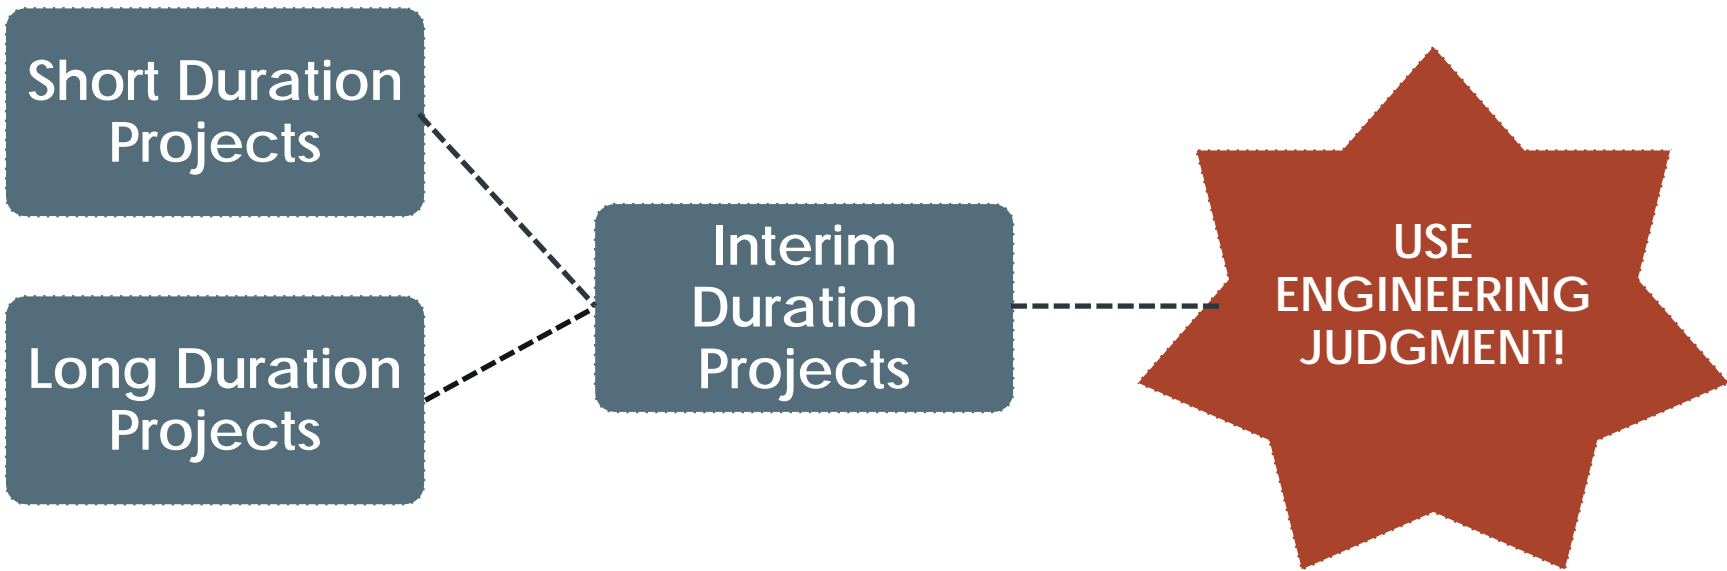 Short Duration
Projects
Long Duration
Projects
Interim
Duration
Projects
USE
ENGINEERING
JUDGMENT!